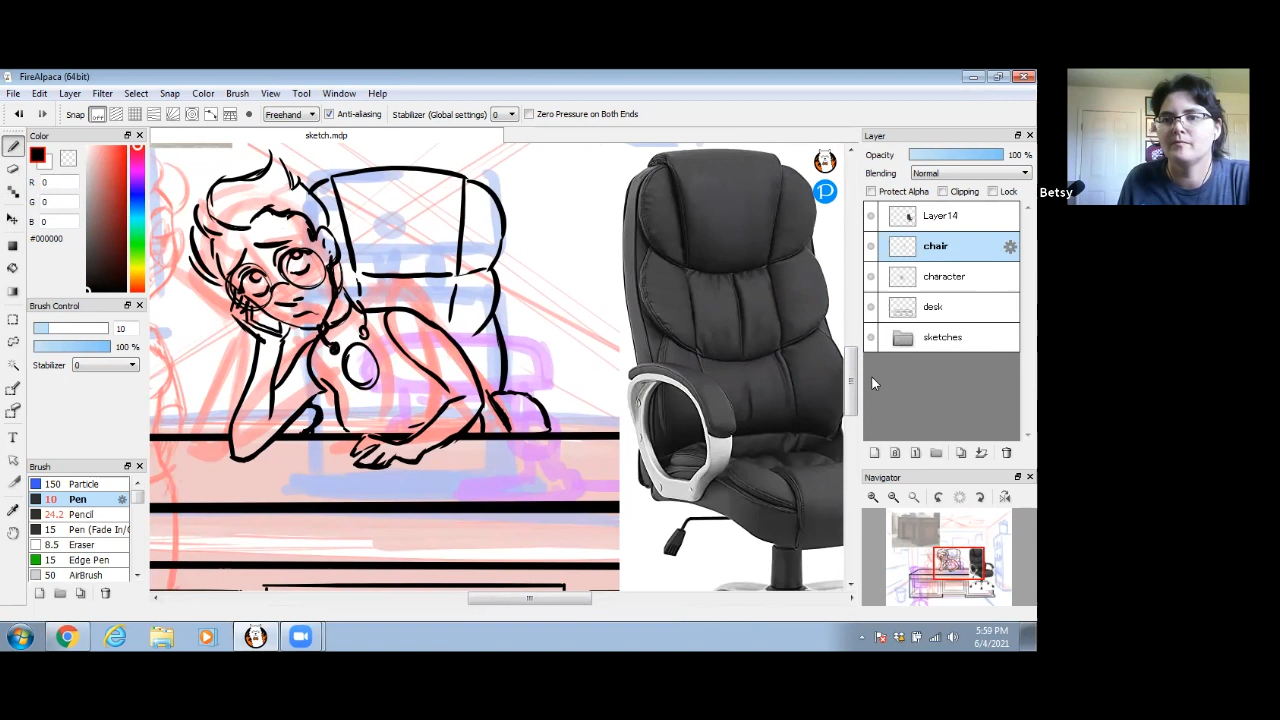 FireAlpaca (64bit)
File Edit Layer Filter Select Snap Color Brush View Tool Window Help
Snap OFF Freehand Anti-aliasing Stabilizer (Global settings) 0 Zero Pressure on Both Ends
Color
sketch.mdp
R 0
G 0
B 0
#000000
Brush Control
10
100 %
Stabilizer 0
Brush
150 Particle
10 Pen
24.2 Pencil
15 Pen (Fade In/O
8.5 Eraser
15 Edge Pen
50 AirBrush
Layer
Opacity 100 %
Blending Normal
Protect Alpha Clipping Lock
Layer14
chair
character
desk
sketches
Navigator
5:59 PM
6/4/2021
Betsy